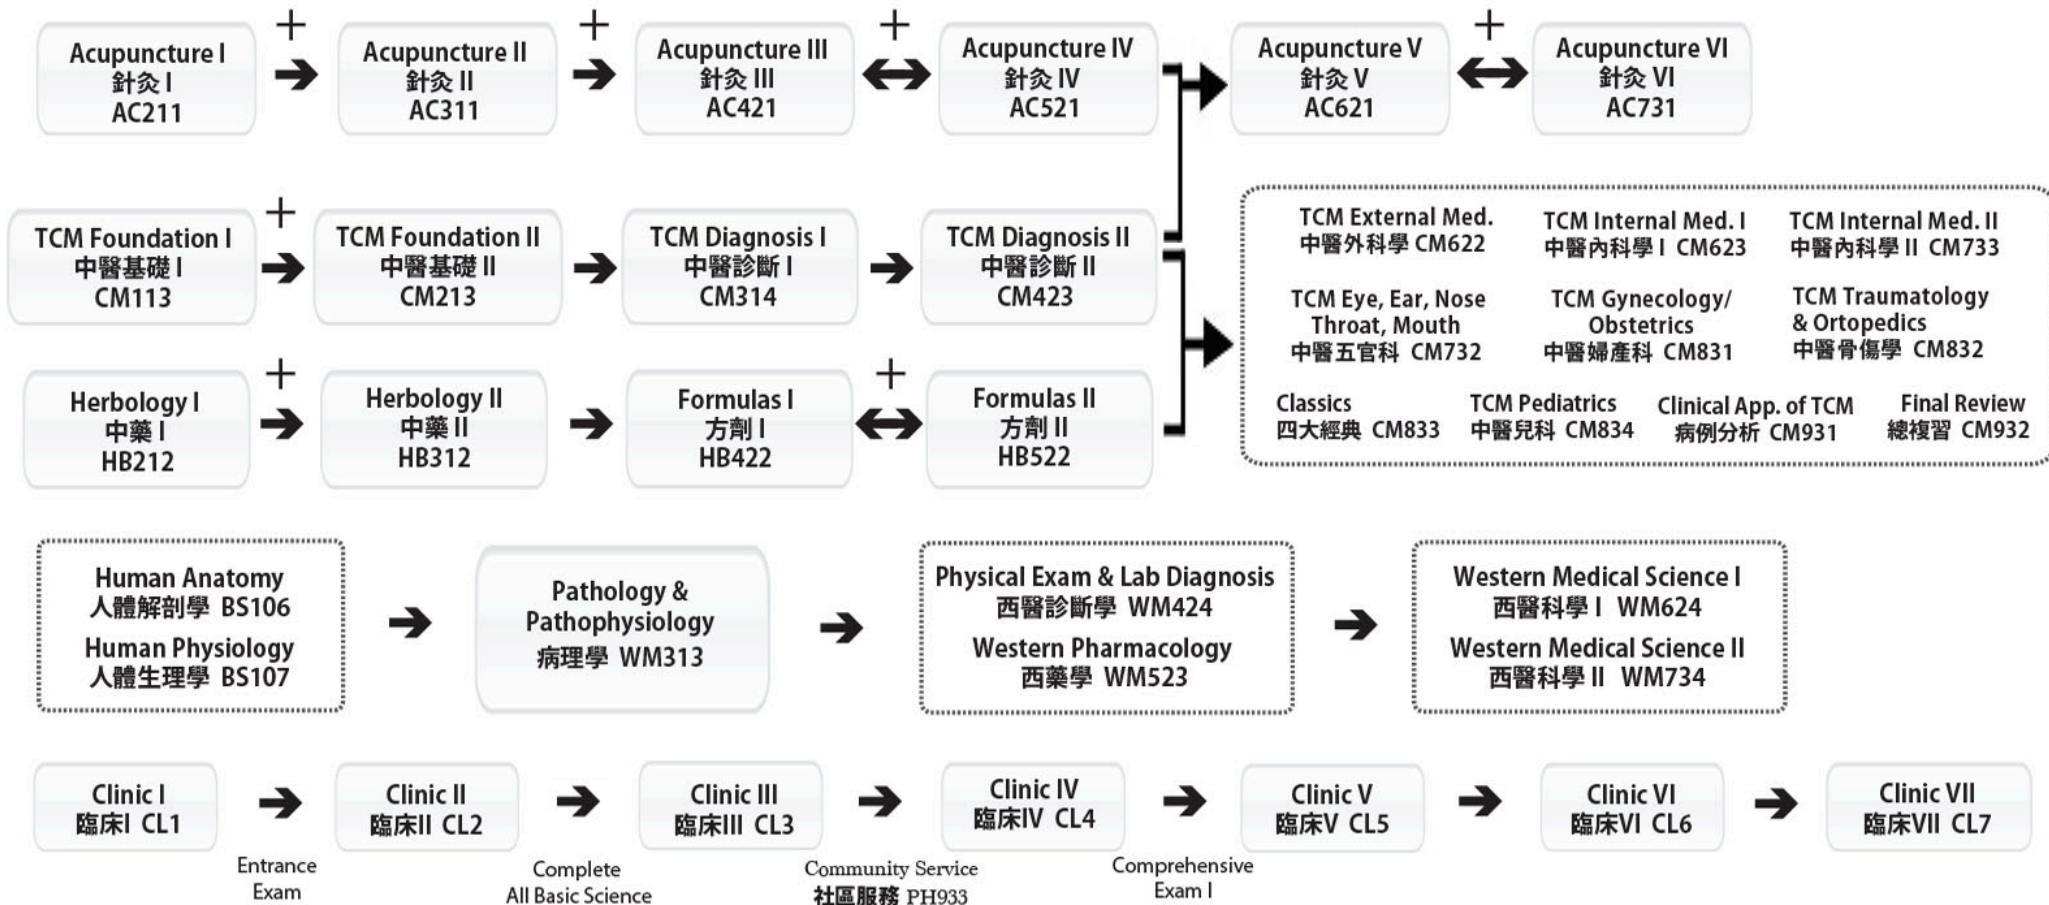 +
+
+
+
Acupuncture I
針灸 I
AC211
Acupuncture II
針灸 II
AC311
Acupuncture III
針灸 III
AC421
Acupuncture IV
針灸 IV
AC521
Acupuncture V
針灸 V
AC621
Acupuncture VI
針灸 VI
AC731
+
TCM Foundation I
中醫基礎 I
CM113
TCM Foundation II
中醫基礎 II
CM213
TCM Diagnosis I
中醫診斷 I
CM314
TCM Diagnosis II
中醫診斷 II
CM423
+
+
Herbology I
中藥 I
HB212
Herbology II
中藥 II
HB312
Formulas I
方劑 I
HB422
Formulas II
方劑 II
HB522
TCM External Med.
中醫外科學 CM622
TCM Internal Med. I
中醫內科學 I CM623
TCM Internal Med. II
中醫內科學 II CM733
TCM Eye, Ear, Nose
Throat, Mouth
中醫五官科 CM732
TCM Gynecology/
Obstetrics
中醫婦產科 CM831
TCM Traumatology
& Ortopedics
中醫骨傷學 CM832
Classics
四大經典 CM833
TCM Pediatrics
中醫兒科 CM834
Clinical App. of TCM
病例分析 CM931
Final Review
總複習 CM932
Human Anatomy
人體解剖學 BS106
Human Physiology
人體生理學 BS107
Pathology &
Pathophysiology
病理學 WM313
Physical Exam & Lab Diagnosis
西醫診斷學 WM424
Western Pharmacology
西藥學 WM523
Western Medical Science I
西醫科學 I WM624
Western Medical Science II
西醫科學 II WM734
Clinic I
臨床I CL1
Clinic II
臨床II CL2
Clinic III
臨床III CL3
Clinic IV
臨床IV CL4
Clinic V
臨床V CL5
Clinic VI
臨床VI CL6
Clinic VII
臨床VII CL7
Entrance
Exam
Complete
All Basic Science
Community Service
社區服務 PH933
Comprehensive
Exam I